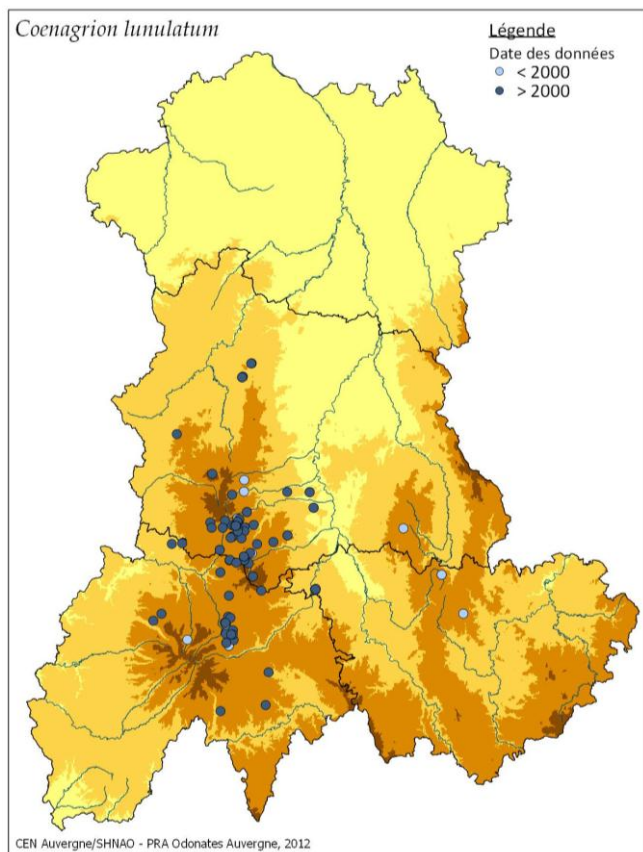 Coenagrion lunulatum
Légende
Date des données
< 2000
> 2000
CEN Auvergne/SHNAO - PRA Odonates Auvergne, 2012